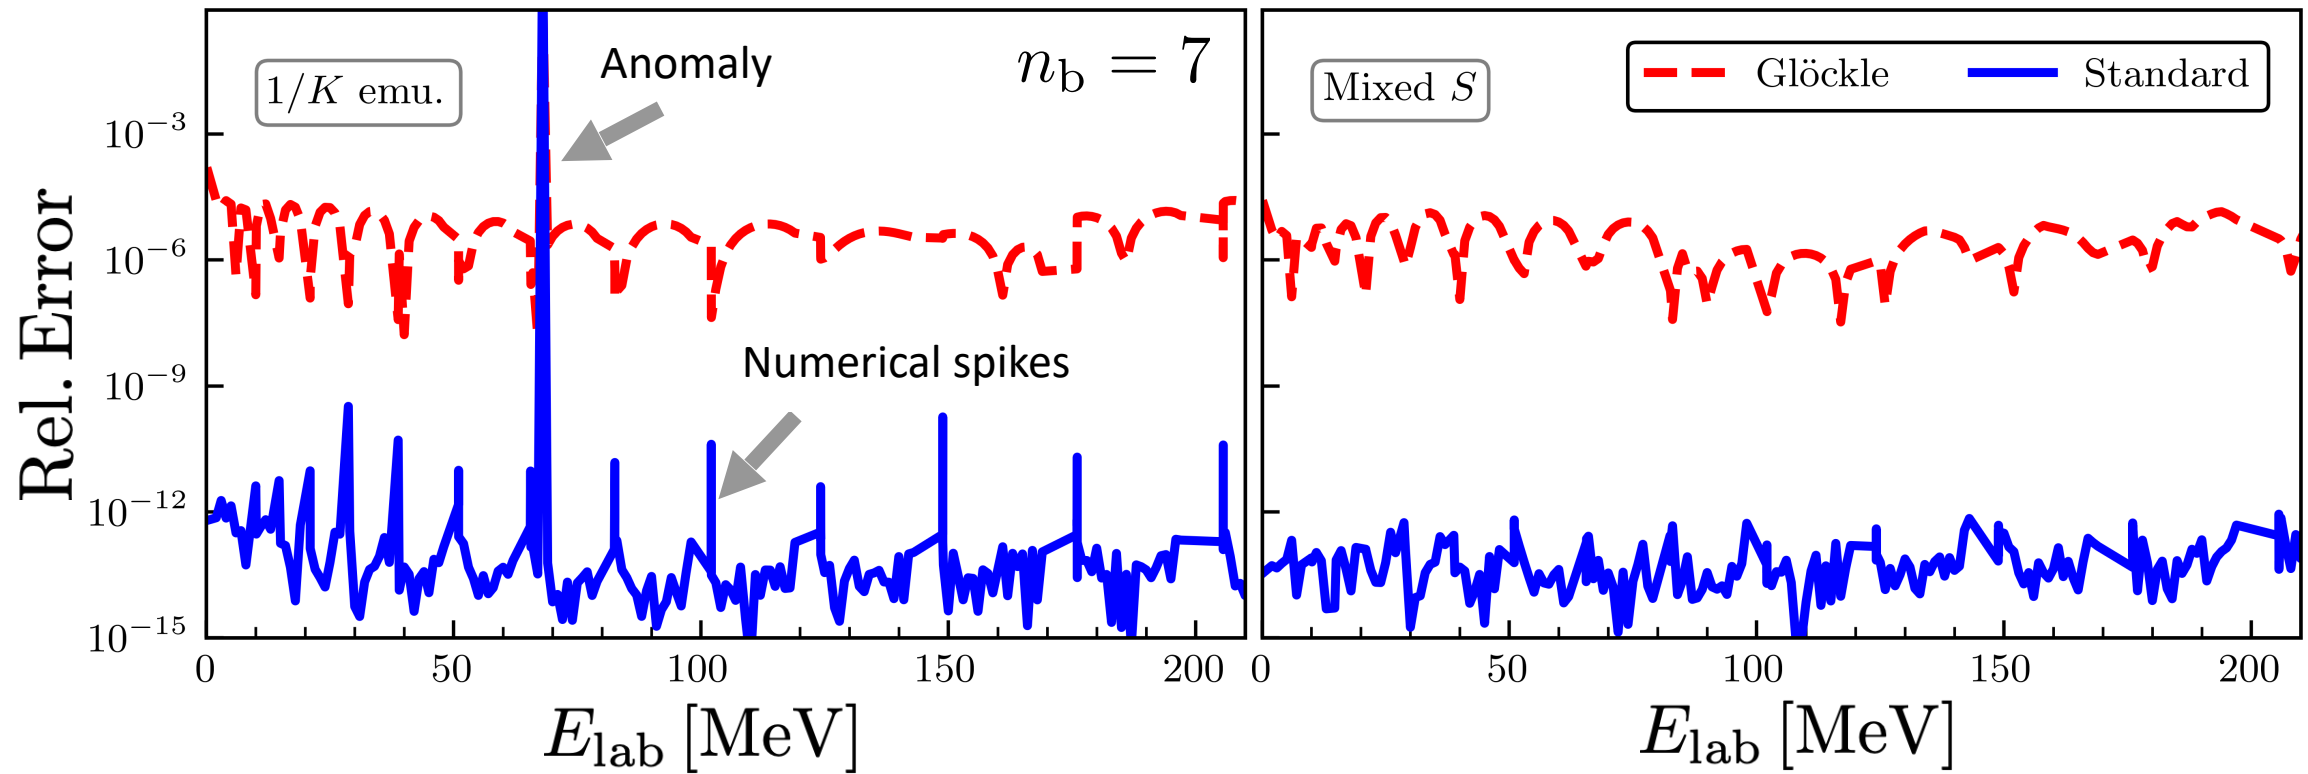 1/K emu.
Anomaly
n_b = 7
Numerical spikes
Mixed S
Glöckle
Standard
Rel. Error
10^{-3}
10^{-6}
10^{-9}
10^{-12}
10^{-15}
0 50 100 150 200
0 50 100 150 200
E_lab [MeV]
E_lab [MeV]